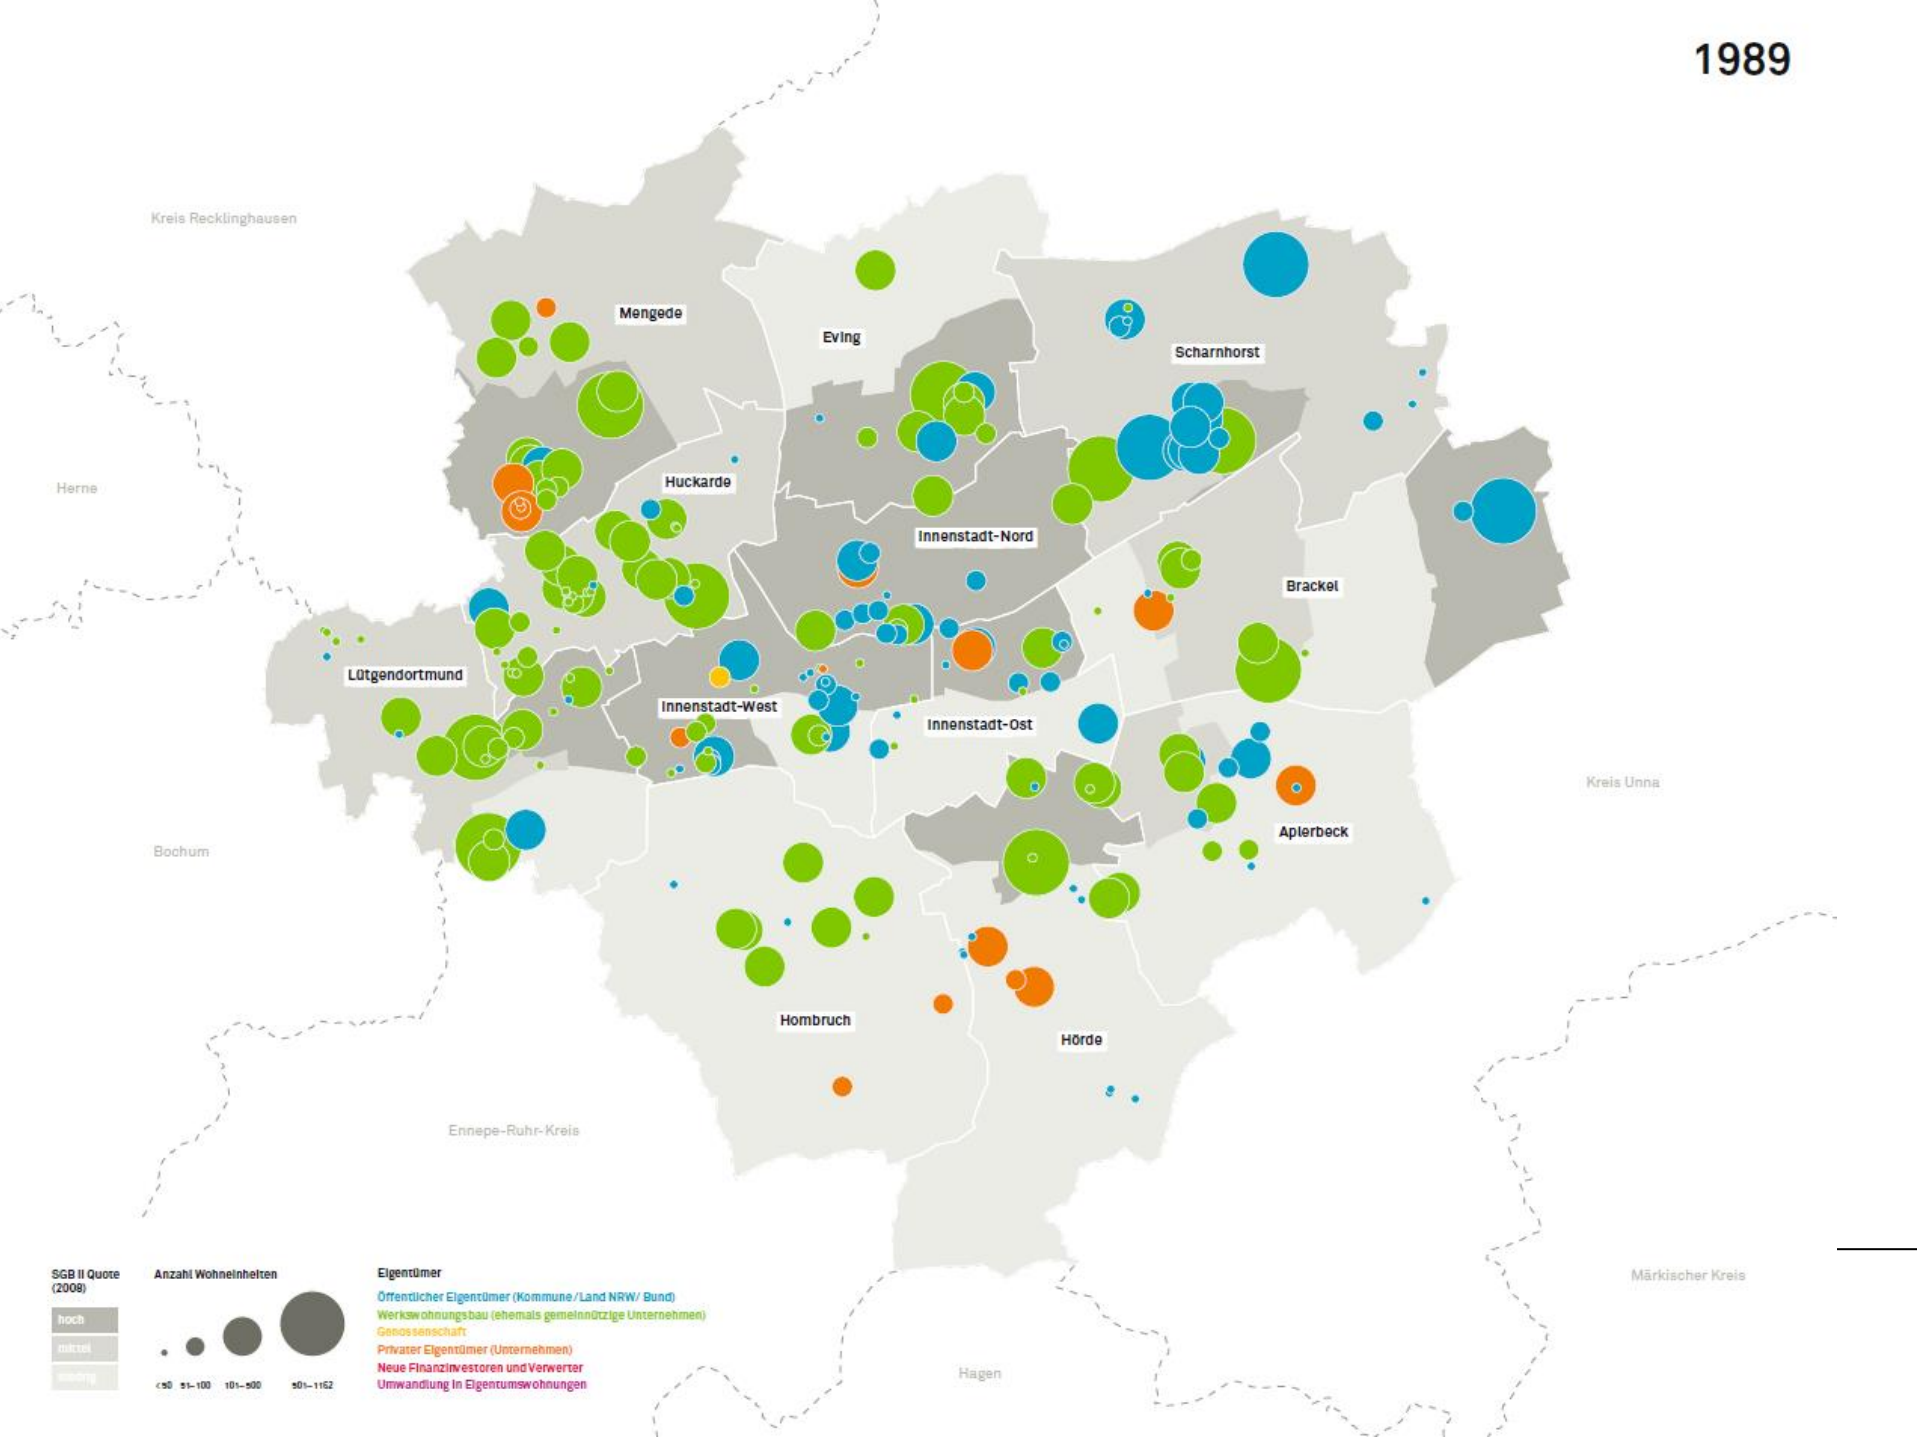 1989
Kreis Recklinghausen
Mengede
Eving
Scharnhorst
Huckarde
Herne
Innenstadt-Nord
Brackel
Lütgendortmund
Innenstadt-West
Innenstadt-Ost
Kreis Unna
Aplerbeck
Bochum
Hombruch
Hörde
Ennepe-Ruhr-Kreis
Märkischer Kreis
Hagen
SGB II Quote
(2008)
hoch
mittel
niedrig
Anzahl Wohneinheiten
<50 51–100 101–500 501–1162
Eigentümer
Öffentlicher Eigentümer (Kommune/Land NRW/ Bund)
Werkswohnungsbau (ehemals gemeinnützige Unternehmen)
Genossenschaft
Privater Eigentümer (Unternehmen)
Neue Finanzinvestoren und Verwerter
Umwandlung in Eigentumswohnungen